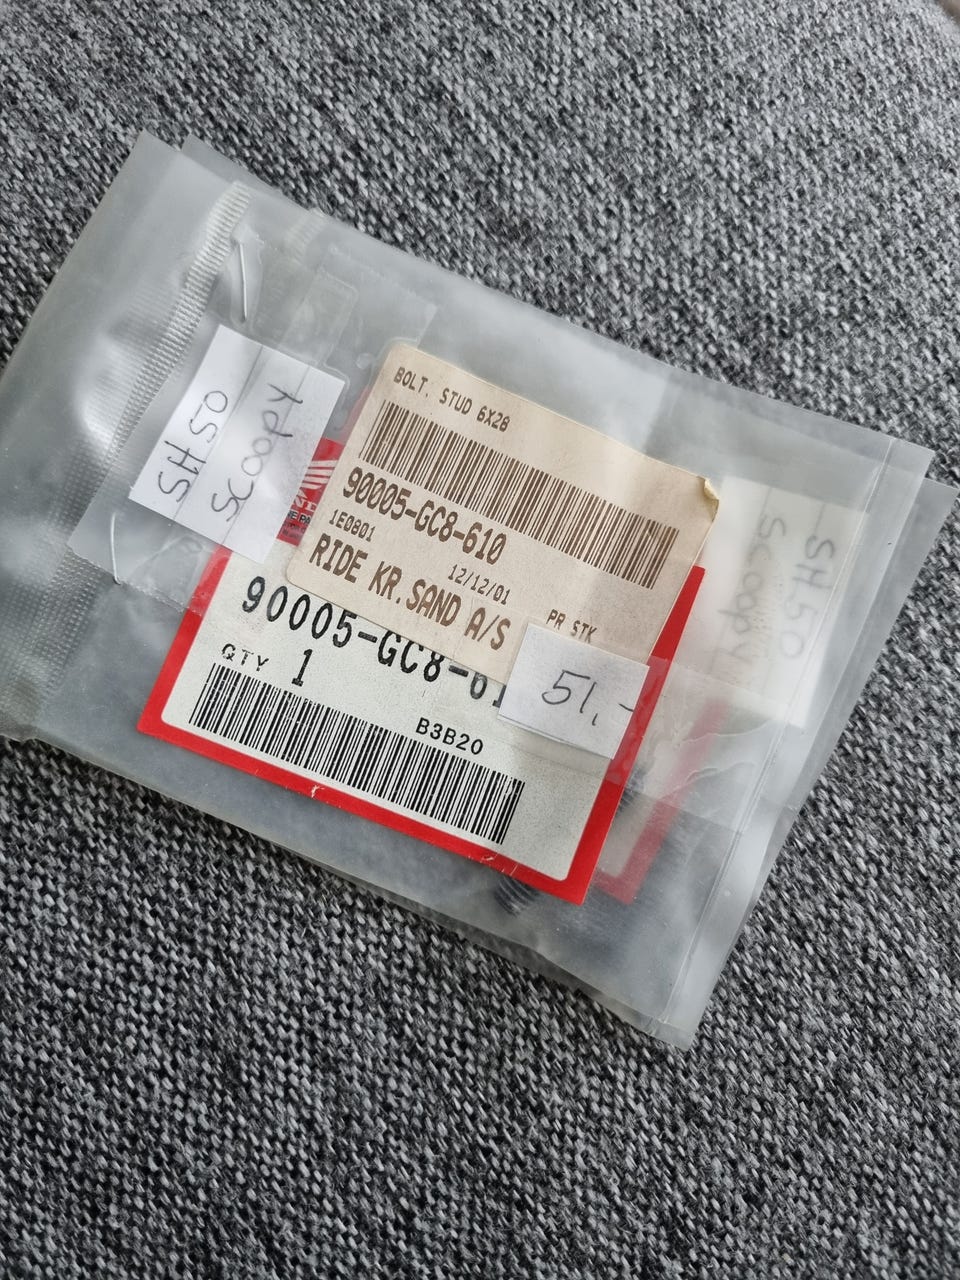 SH50
SCOOPY
BOLT, STUD 6X28
90005-GC8-610
1E0801
12/12/01
RIDE KR.SAND A/S
PR STK
51.-
90005-GC8-61
QTY 1
B3B20
SH50
SCOOPY